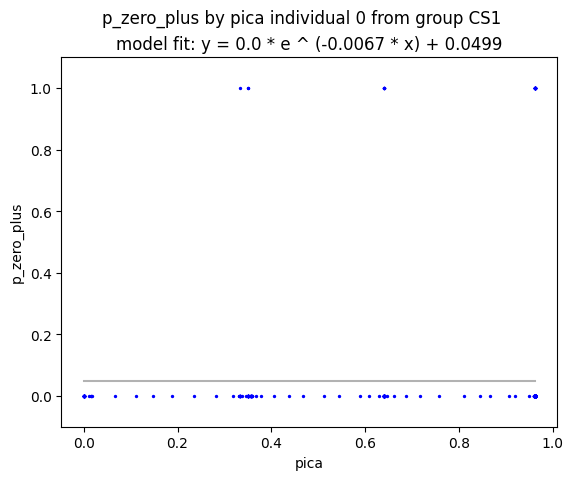 p_zero_plus by pica individual 0 from group CS1
model fit: y = 0.0 * e ^ (-0.0067 * x) + 0.0499
1.0
0.8
0.6
0.4
0.2
0.0
p_zero_plus
0.0 0.2 0.4 0.6 0.8 1.0
pica